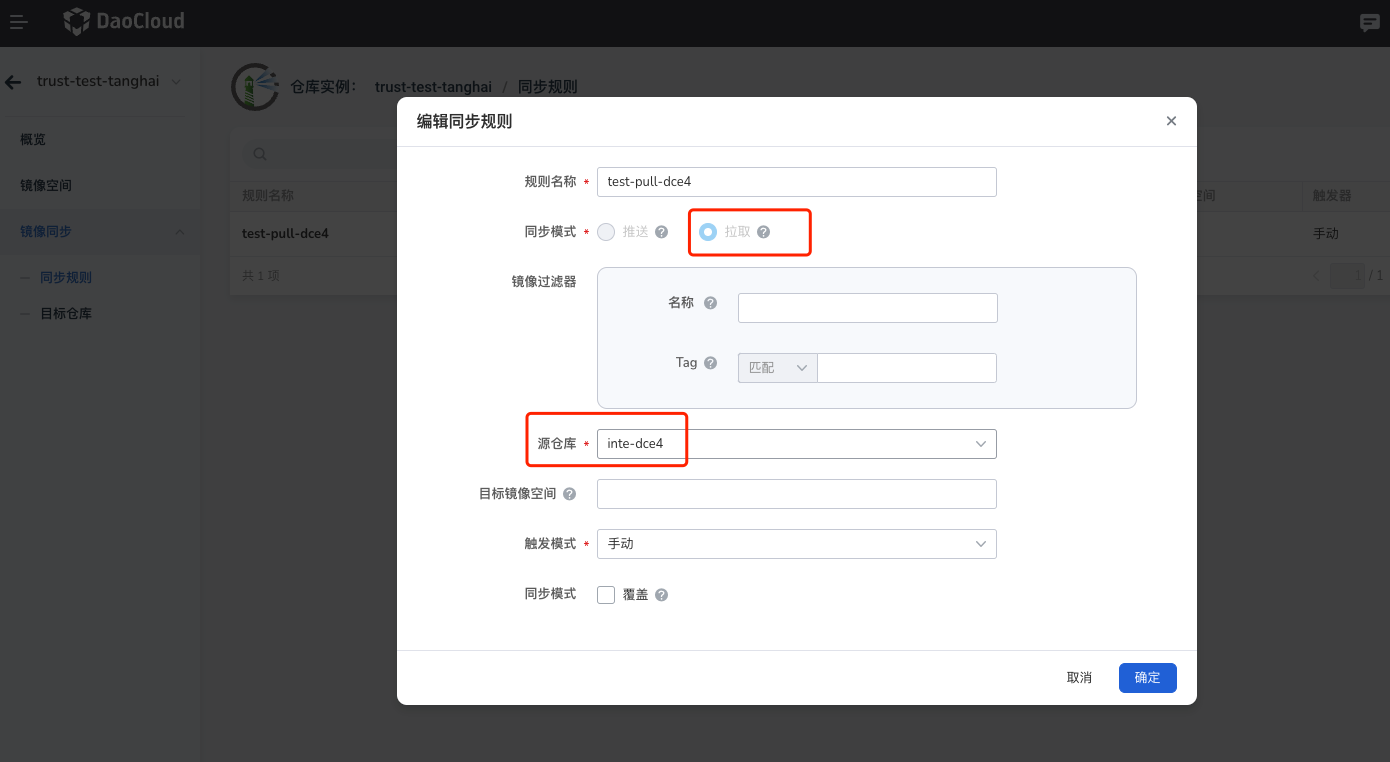 DaoCloud
trust-test-tanghai
仓库实例： trust-test-tanghai / 同步规则
概览
镜像空间
镜像同步
同步规则
目标仓库
规则名称
空间
触发器
test-pull-dce4
手动
共 1 项
1 / 1
编辑同步规则
规则名称 * test-pull-dce4
同步模式 * 推送 拉取
镜像过滤器
名称
Tag 匹配
源仓库 * inte-dce4
目标镜像空间
触发模式 * 手动
同步模式 覆盖
取消 确定